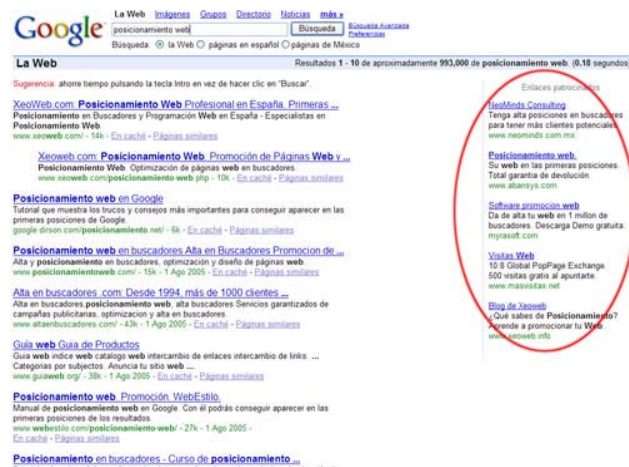 La Web Imágenes Grupos Directorio Noticias más »
Google
posicionamiento web Búsqueda Búsqueda Avanzada
Preferencias
Búsqueda: la Web páginas en español páginas de México
La Web Resultados 1 - 10 de aproximadamente 993,000 de posicionamiento web. (0.18 segundos)
Sugerencia: ahorre tiempo pulsando la tecla Intro en vez de hacer clic en "Buscar".
XeoWeb.com: Posicionamiento Web Profesional en España. Primeras ...
Posicionamiento en Buscadores y Programación Web en España - Especialistas en
Posicionamiento Web
www.xeoweb.com/ - 14k - En caché - Páginas similares
Xeoweb.com: Posicionamiento Web. Promoción de Páginas Web y ...
Posicionamiento Web. Optimización de páginas web en buscadores.
www.xeoweb.com/posicionamiento-web.php - 10k - En caché - Páginas similares
Posicionamiento web en Google
Tutorial que muestra los trucos y consejos más importantes para conseguir aparecer en las
primeras posiciones de Google.
google.dirson.com/posicionamiento.net/ - 6k - En caché - Páginas similares
Posicionamiento web en buscadores Alta en Buscadores Promocion de ...
Alta y posicionamiento en buscadores, optimización y diseño de páginas web.
www.posicionamientoweb.com/ - 15k - 1 Ago 2005 - En caché - Páginas similares
Alta en buscadores .com: Desde 1994, más de 1000 clientes ...
Alta en buscadores,posicionamiento web, alta buscadores Servicios garantizados de
campañas publicitarias, optimizacion y alta en buscadores.
www.altaenbuscadores.com/ - 43k - 1 Ago 2005 - En caché - Páginas similares
Guía web Guia de Productos
Guia web indice web catalogo web intercambio de enlaces intercambio de links. ...
Categorias por subjectos. Anuncia tu sitio web ...
www.guiaweb.org/ - 38k - 1 Ago 2005 - En caché - Páginas similares
Posicionamiento web. Promoción. WebEstilo.
Manual de posicionamiento web en Google. Con él podrás conseguir aparecer en las
primeras posiciones de los resultados.
www.webestilo.com/posicionamiento-web/ - 27k - 1 Ago 2005 -
En caché - Páginas similares
Posicionamiento en buscadores - Curso de posicionamiento ...
Enlaces patrocinados
NeoMinds Consulting
Tenga alta posiciones en buscadores
para tener más clientes potenciales
www.neominds.com.mx
Posicionamiento web.
Su web en las primeras posiciones.
Total garantia de devolución.
www.abansys.com
Software promocion web
Da de alta tu web en 1 millon de
buscadores. Descarga Demo gratuita.
myrasoft.com
Visitas Web
10:8 Global PopPage Exchange
500 visitas gratis al apuntarte.
www.masvisitas.net
Blog de Xeoweb
¿Qué sabes de Posicionamiento?
Aprende a promocionar tu Web.
www.xeoweb.info